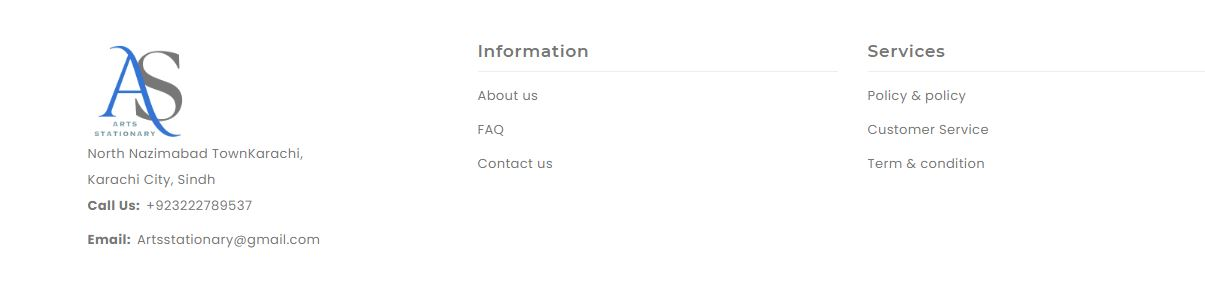 AS
ARTS
STATIONARY
North Nazimabad TownKarachi,
Karachi City, Sindh
Call Us: +923222789537
Email: Artsstationary@gmail.com
Information
About us
FAQ
Contact us
Services
Policy & policy
Customer Service
Term & condition